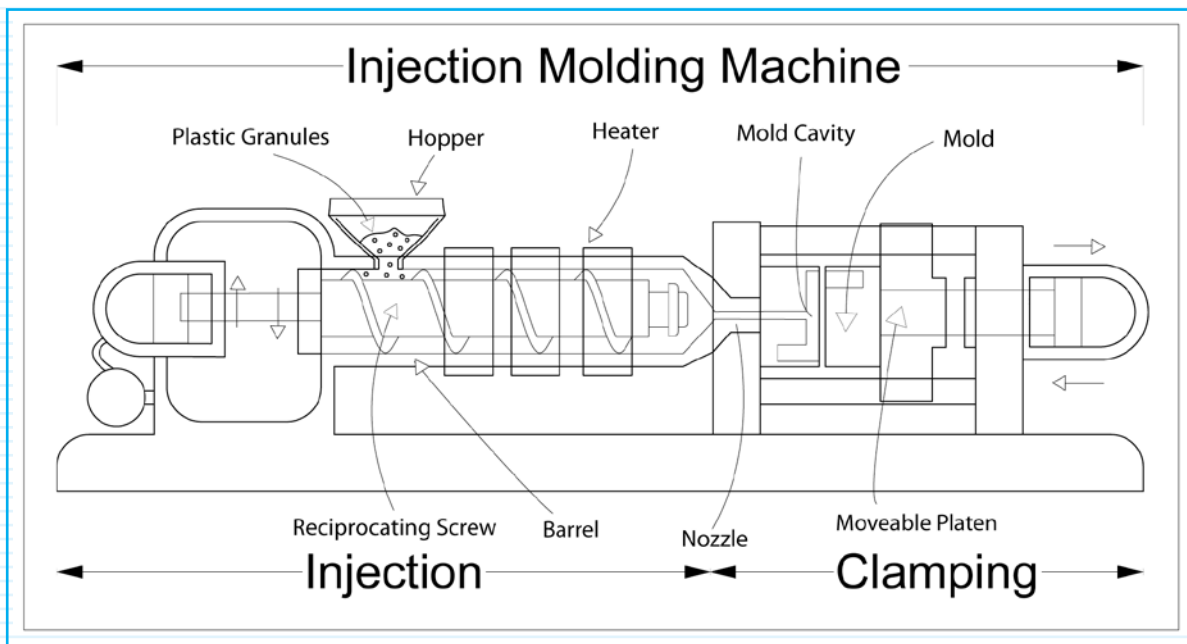 Injection Molding Machine
Plastic Granules
Hopper
Heater
Mold Cavity
Mold
Reciprocating Screw
Barrel
Nozzle
Moveable Platen
Injection
Clamping